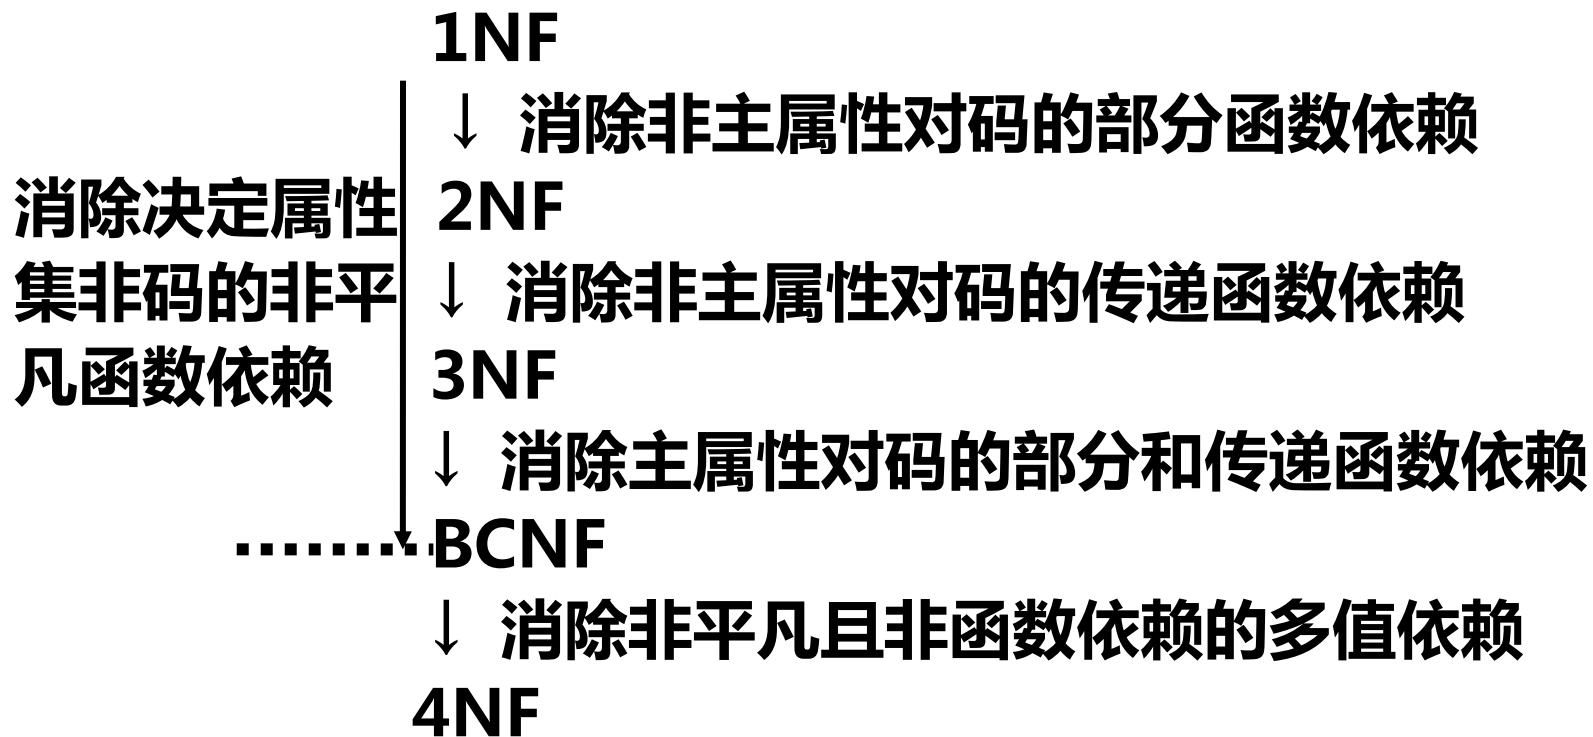 1NF
↓ 消除非主属性对码的部分函数依赖
消除决定属性
集非码的非平
凡函数依赖
2NF
↓ 消除非主属性对码的传递函数依赖
3NF
↓ 消除主属性对码的部分和传递函数依赖
BCNF
↓ 消除非平凡且非函数依赖的多值依赖
4NF